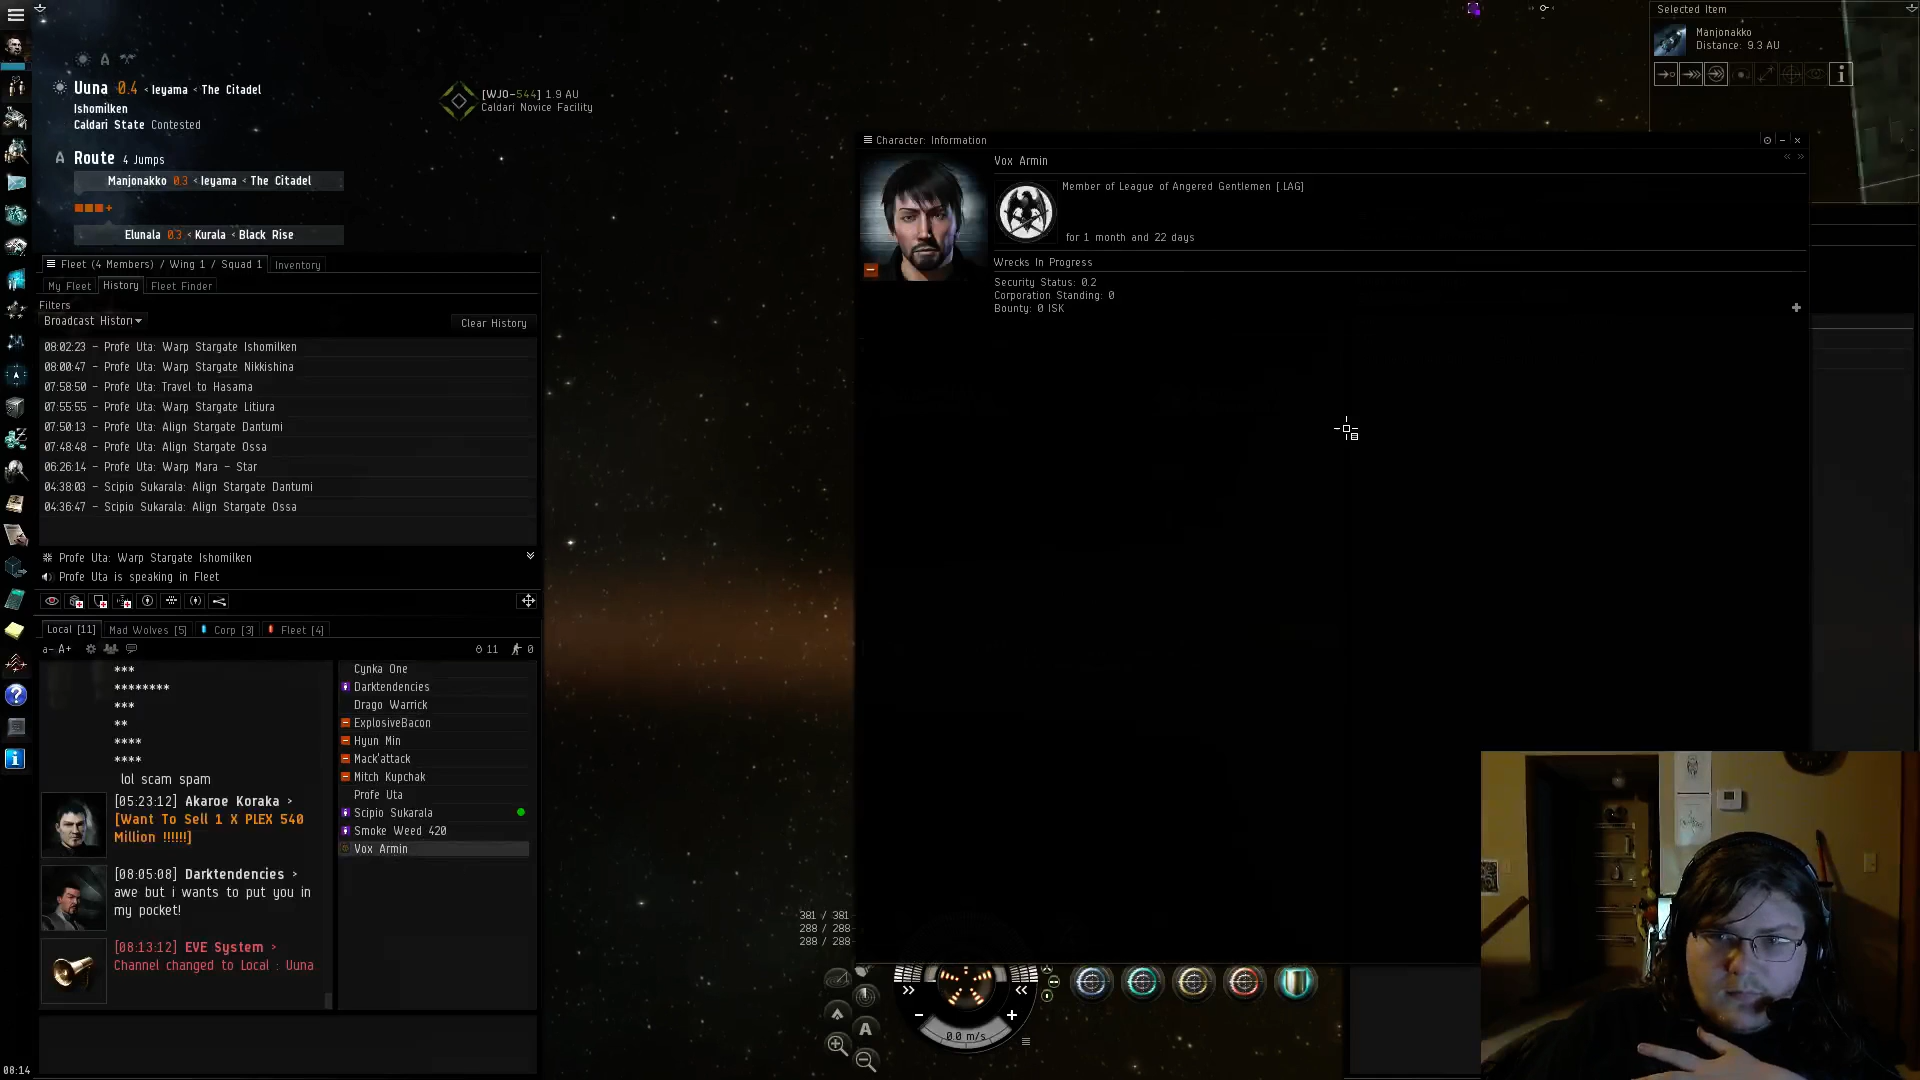 Uuna 0.4 < Ieyama < The Citadel
Ishomilken
Caldari State Contested
Route 4 Jumps
Manjonakko 0.3 < Ieyama < The Citadel
Elunala 0.3 < Kurala < Black Rise
[WJO-544] 1.9 AU
Caldari Novice Facility
Selected Item
Manjonakko
Distance: 9.3 AU
Fleet (4 Members) / Wing 1 / Squad 1
Inventory
My Fleet
History
Fleet Finder
Filters
Broadcast Histor
Clear History
08:02:23 - Profe Uta: Warp Stargate Ishomilken
08:00:47 - Profe Uta: Warp Stargate Nikkishina
07:58:50 - Profe Uta: Travel to Hasama
07:55:55 - Profe Uta: Warp Stargate Litiura
07:50:13 - Profe Uta: Align Stargate Dantumi
07:48:48 - Profe Uta: Align Stargate Ossa
06:26:14 - Profe Uta: Warp Mara - Star
04:38:03 - Scipio Sukarala: Align Stargate Dantumi
04:36:47 - Scipio Sukarala: Align Stargate Ossa
Profe Uta: Warp Stargate Ishomilken
Profe Uta is speaking in Fleet
Local [11]
Mad Wolves [5]
Corp [3]
Fleet [4]
a- A+
11
0
***
********
***
**
****
****
lol scam spam
[05:23:12] Akaroe Koraka >
[Want To Sell 1 X PLEX 540
Million !!!!!!]
[08:05:08] Darktendencies >
awe but i wants to put you in
my pocket!
[08:13:12] EVE System >
Channel changed to Local : Uuna
Cynka One
Darktendencies
Drago Warrick
ExplosiveBacon
Hyun Min
Mack'attack
Mitch Kupchak
Profe Uta
Scipio Sukarala
Smoke Weed 420
Vox Armin
Character: Information
Vox Armin
Member of League of Angered Gentlemen [.LAG]
for 1 month and 22 days
Wrecks In Progress
Security Status: 0.2
Corporation Standing: 0
Bounty: 0 ISK
381 / 381
288 / 288
288 / 288
0.0 m/s
08:14